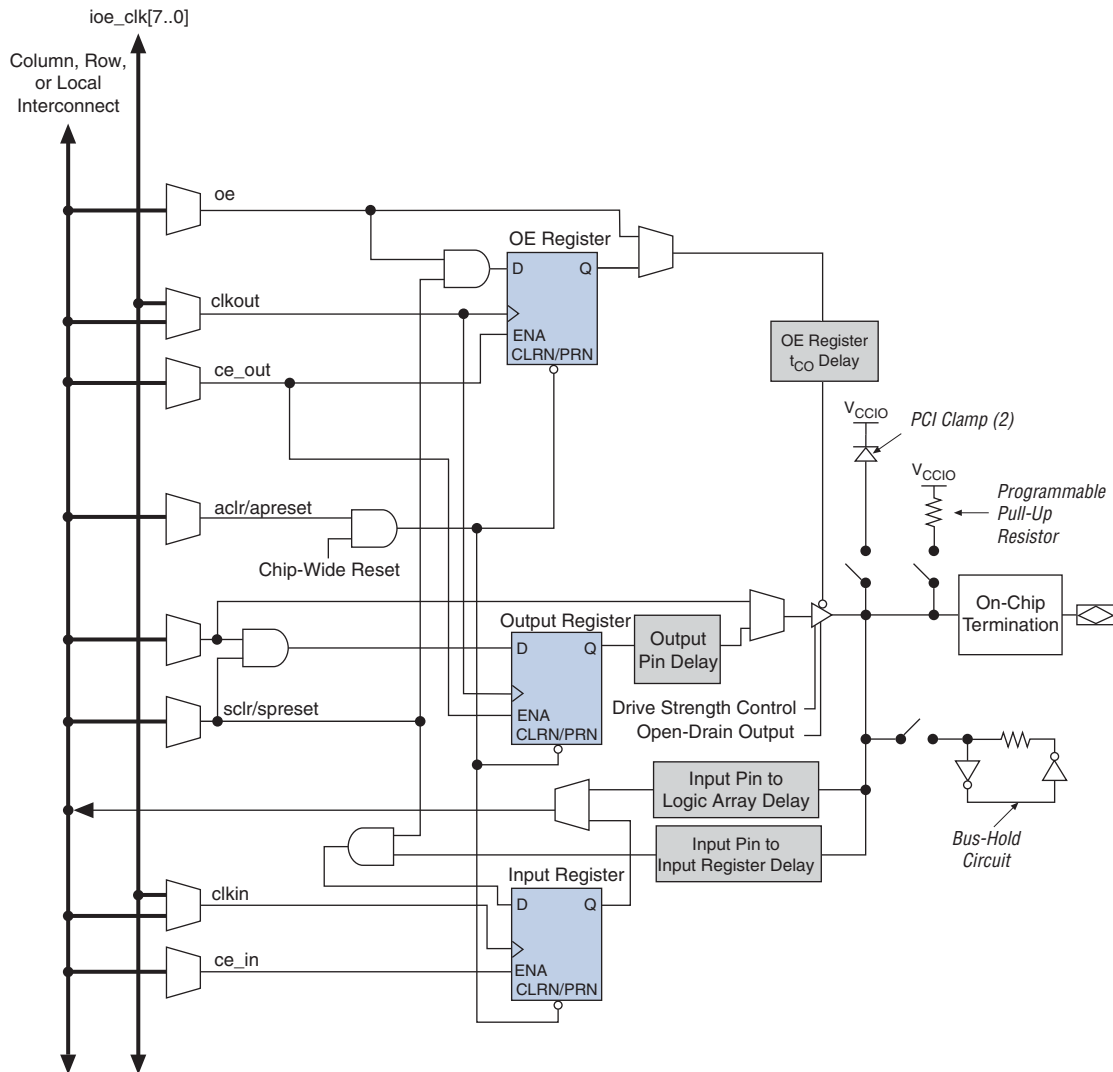 ioe_clk[7..0]
Column, Row,
or Local
Interconnect
oe
OE Register
D
Q
clkout
ENA
CLRN/PRN
OE Register
tCO Delay
ce_out
VCCIO
PCI Clamp (2)
VCCIO
Programmable
Pull-Up
Resistor
aclr/apreset
Chip-Wide Reset
On-Chip
Termination
Output Register
D
Q
Output
Pin Delay
sclr/spreset
ENA
CLRN/PRN
Drive Strength Control
Open-Drain Output
Input Pin to
Logic Array Delay
Input Pin to
Input Register Delay
Bus-Hold
Circuit
Input Register
clkin
D
Q
ce_in
ENA
CLRN/PRN